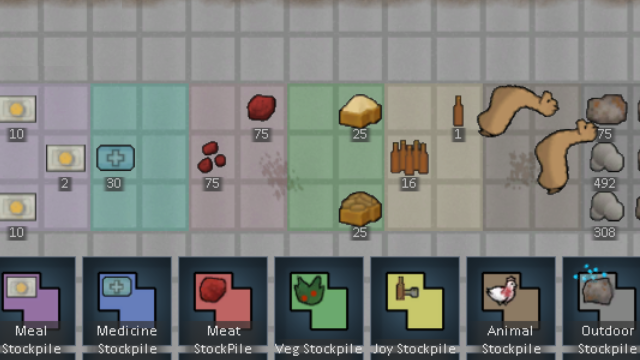 10
75
25
1
75
2
30
75
16
492
10
25
308
Meal
Stockpile
Medicine
Stockpile
Meat
StockPile
Veg Stockpile
Joy Stockpile
Animal
Stockpile
Outdoor
Stockpile